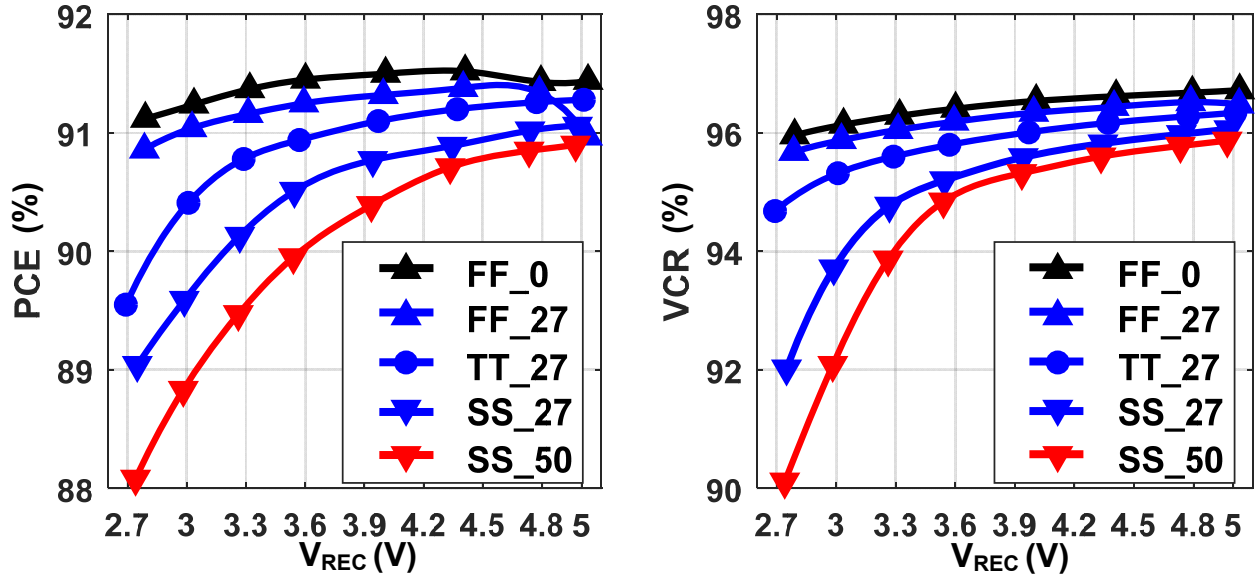 92
91
90
89
88
PCE (%)
2.7 3 3.3 3.6 3.9 4.2 4.5 4.8 5
V_REC (V)
FF_0
FF_27
TT_27
SS_27
SS_50
98
96
94
92
90
VCR (%)
2.7 3 3.3 3.6 3.9 4.2 4.5 4.8 5
V_REC (V)
FF_0
FF_27
TT_27
SS_27
SS_50